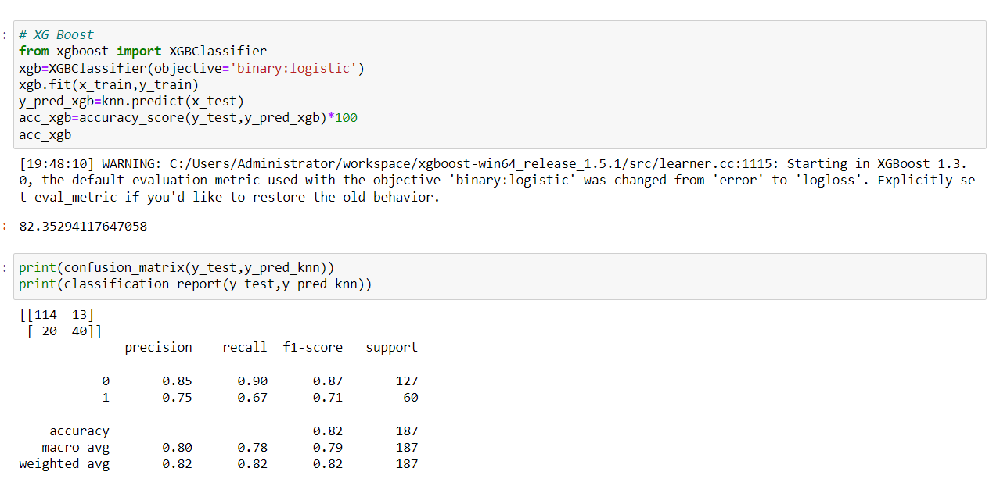 : # XG Boost
from xgboost import XGBClassifier
xgb=XGBClassifier(objective='binary:logistic')
xgb.fit(x_train,y_train)
y_pred_xgb=knn.predict(x_test)
acc_xgb=accuracy_score(y_test,y_pred_xgb)*100
acc_xgb
[19:48:10] WARNING: C:/Users/Administrator/workspace/xgboost-win64_release_1.5.1/src/learner.cc:1115: Starting in XGBoost 1.3.
0, the default evaluation metric used with the objective 'binary:logistic' was changed from 'error' to 'logloss'. Explicitly se
t eval_metric if you'd like to restore the old behavior.
: 82.35294117647058
: print(confusion_matrix(y_test,y_pred_knn))
print(classification_report(y_test,y_pred_knn))
[[114  13]
 [ 20  40]]
              precision    recall  f1-score   support
           0       0.85      0.90      0.87       127
           1       0.75      0.67      0.71        60
    accuracy                           0.82       187
   macro avg       0.80      0.78      0.79       187
weighted avg       0.82      0.82      0.82       187